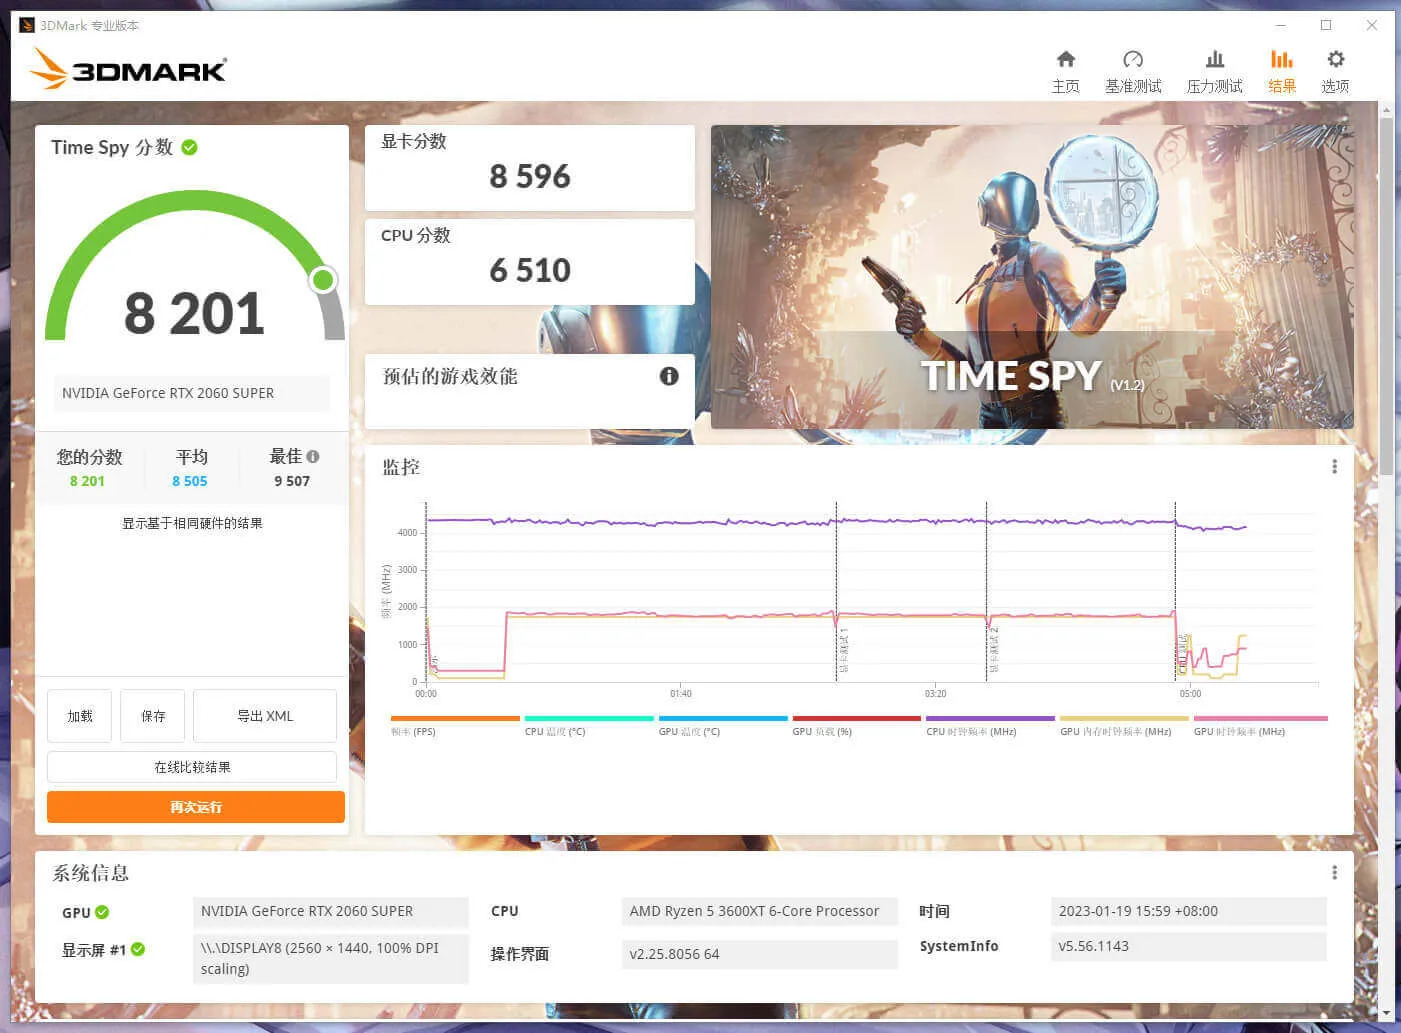 3DMark 专业版本
3DMARK
主页
基准测试
压力测试
结果
选项
Time Spy 分数
8 201
NVIDIA GeForce RTX 2060 SUPER
您的分数
平均
最佳
8 201
8 505
9 507
显示基于相同硬件的结果
加载
保存
导出 XML
在线比较结果
再次运行
显卡分数
8 596
CPU 分数
6 510
预估的游戏效能
TIME SPY (V1.2)
监控
频率 (MHz)
4000
3000
2000
1000
0
显卡测试 1
显卡测试 2
CPU 测试
00:00
01:40
03:20
05:00
帧率 (FPS)
CPU 温度 (°C)
GPU 温度 (°C)
GPU 负载 (%)
CPU 时钟频率 (MHz)
GPU 内存时钟频率 (MHz)
GPU 时钟频率 (MHz)
系统信息
GPU
NVIDIA GeForce RTX 2060 SUPER
CPU
AMD Ryzen 5 3600XT 6-Core Processor
时间
2023-01-19 15:59 +08:00
显示屏 #1
\\.\DISPLAY8 (2560 × 1440, 100% DPI
scaling)
操作界面
v2.25.8056 64
SystemInfo
v5.56.1143